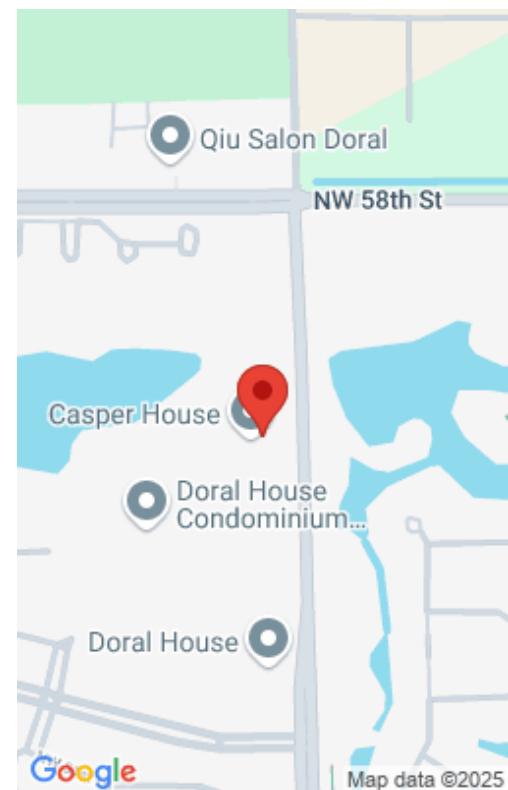 Qiu Salon Doral
NW 58th St
Casper House
Doral House
Condominium...
Doral House
Google
Map data ©2025